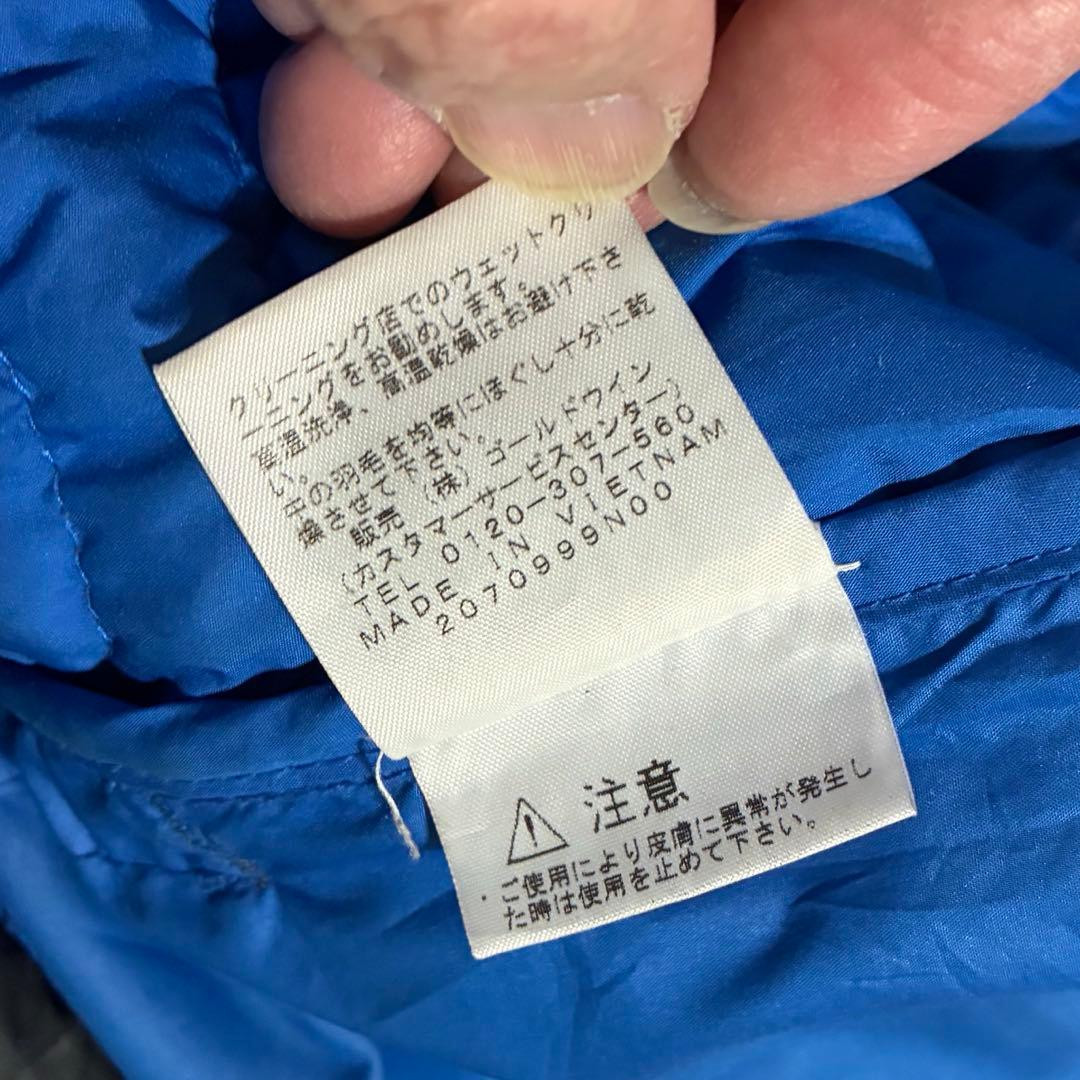 クリーニング店でのウェットクリ
ーニングをお勧めします。
高温洗浄、高温乾燥はお避け下さ
い。
中の羽毛を均等にほぐし十分に乾
燥させて下さい。
販売 (株)ゴールドウイン
(カスタマーサービスセンター)
TEL 0120-307-560
MADE IN VIETNAM
2070999N00
注意
・ご使用により皮膚に異常が発生し
た時は使用を止めて下さい。